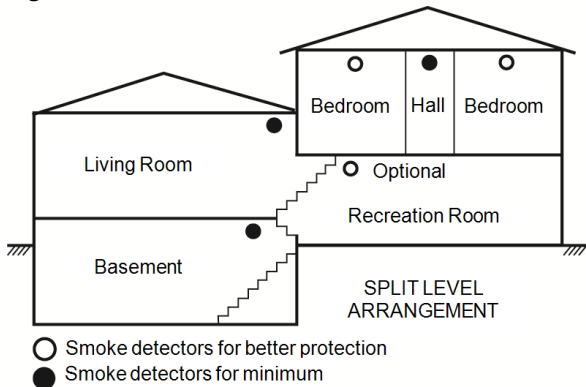 Bedroom
Hall
Bedroom
Living Room
Optional
Recreation Room
Basement
SPLIT LEVEL
ARRANGEMENT
Smoke detectors for better protection
Smoke detectors for minimum